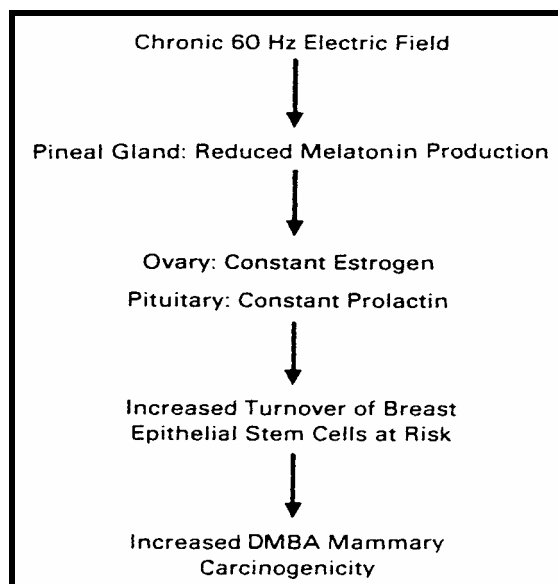 Chronic 60 Hz Electric Field
Pineal Gland: Reduced Melatonin Production
Ovary: Constant Estrogen
Pituitary: Constant Prolactin
Increased Turnover of Breast
Epithelial Stem Cells at Risk
Increased DMBA Mammary
Carcinogenicity